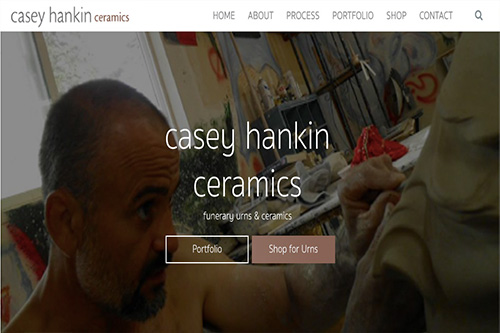 casey hankin ceramics
HOME ABOUT PROCESS PORTFOLIO SHOP CONTACT
casey hankin
ceramics
funerary urns & ceramics
Portfolio Shop for Urns